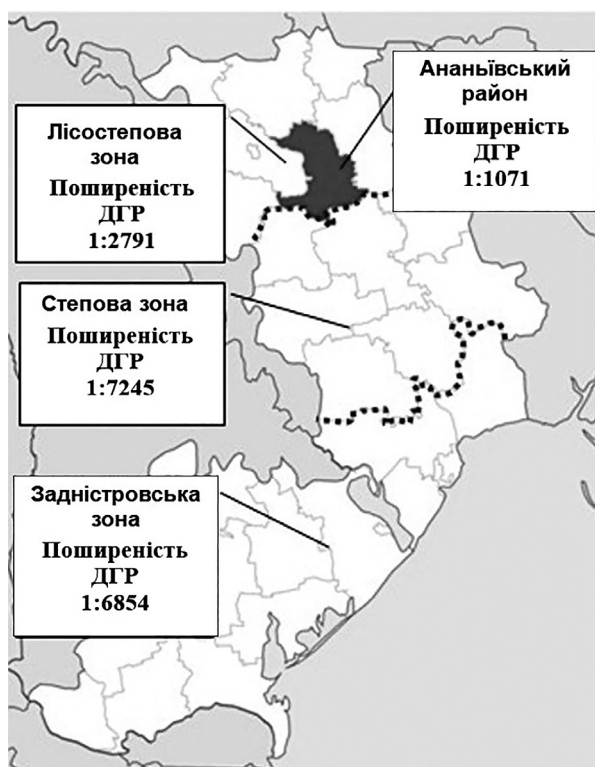 Ананьївський
район
Поширеність
ДГР
1:1071
Лісостепова
зона
Поширеність
ДГР
1:2791
Степова зона
Поширеність
ДГР
1:7245
Задністровська
зона
Поширеність
ДГР
1:6854